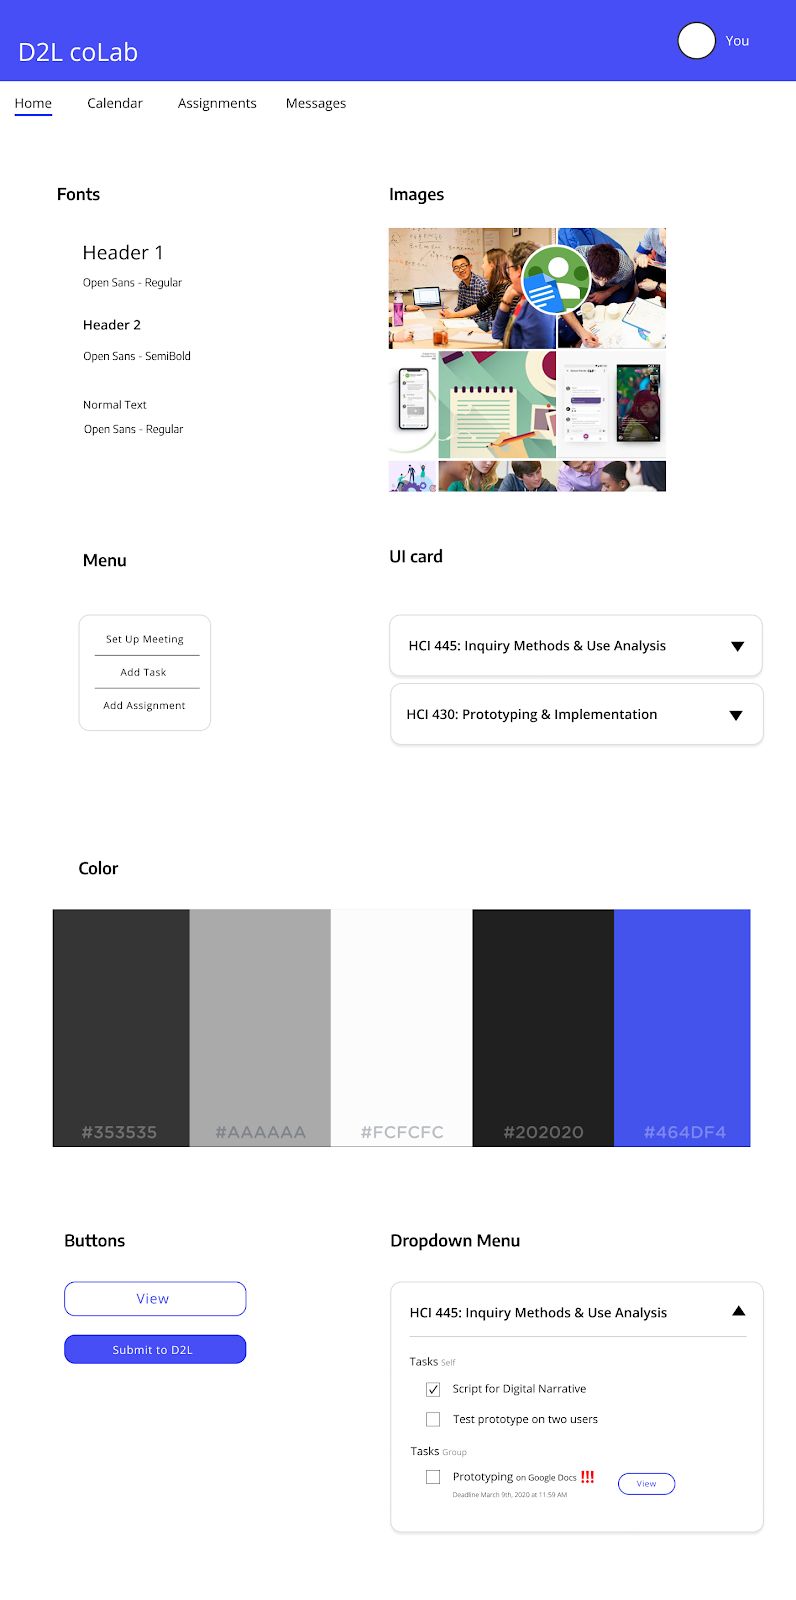 D2L coLab
You
Home
Calendar
Assignments
Messages
Fonts
Header 1
Open Sans - Regular
Header 2
Open Sans - SemiBold
Normal Text
Open Sans - Regular
Images
Menu
Set Up Meeting
Add Task
Add Assignment
UI card
HCI 445: Inquiry Methods & Use Analysis
HCI 430: Prototyping & Implementation
Color
#353535
#AAAAAA
#FCFCFC
#202020
#464DF4
Buttons
View
Submit to D2L
Dropdown Menu
HCI 445: Inquiry Methods & Use Analysis
Tasks Self
Script for Digital Narrative
Test prototype on two users
Tasks Group
Prototyping on Google Docs !!!
View
Deadline March 9th, 2020 at 11:59 AM